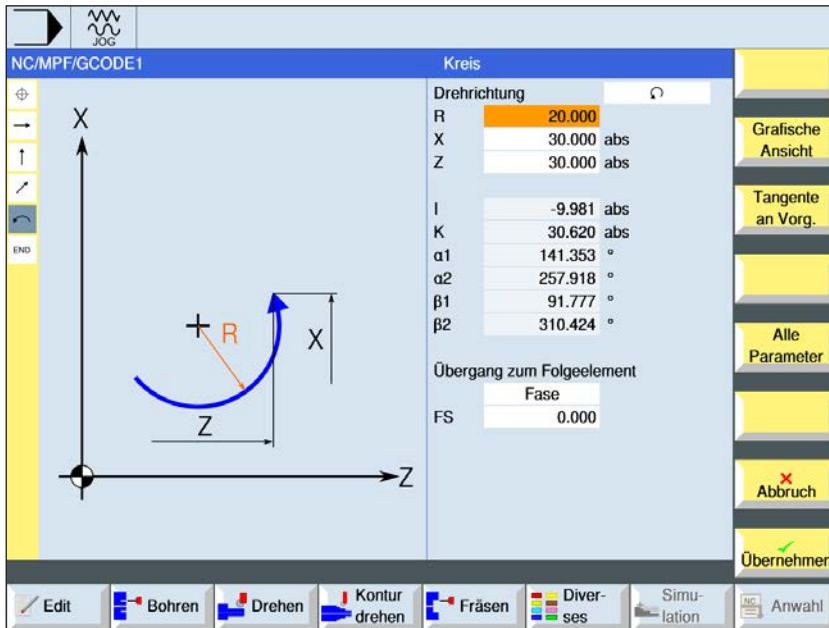 JOG
NC/MPF/GCODE1
Kreis
Drehrichtung
R 20.000
X 30.000 abs
Z 30.000 abs
I -9.981 abs
K 30.620 abs
α1 141.353 °
α2 257.918 °
β1 91.777 °
β2 310.424 °
Übergang zum Folgeelement
Fase
FS 0.000
END
X
R
X
Z
Z
Grafische
Ansicht
Tangente
an Vorg.
Alle
Parameter
Abbruch
Übernehmen
Edit
Bohren
Drehen
Kontur
drehen
Fräsen
Diver-
ses
Simu-
lation
NC
Anwahl